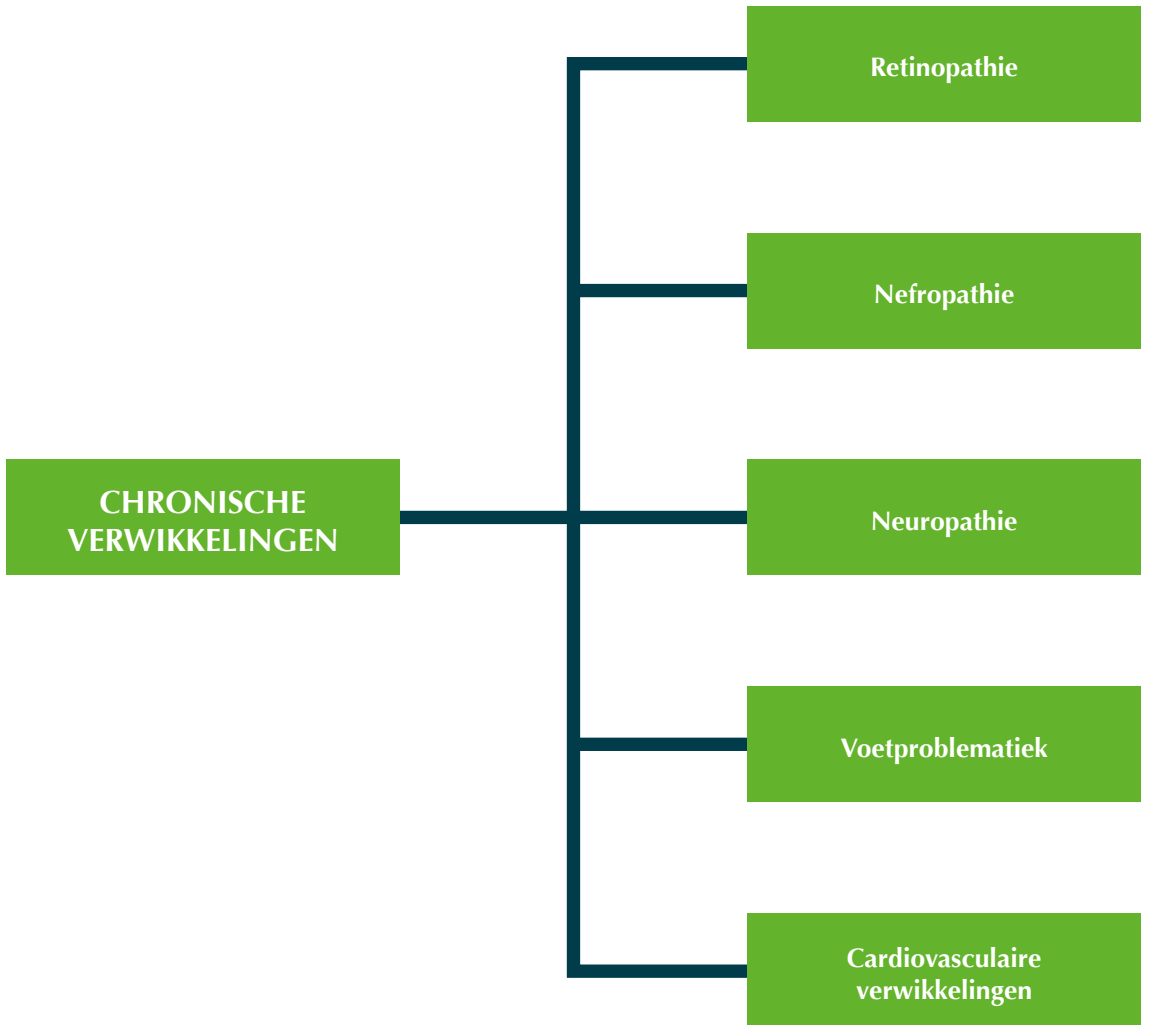 Retinopathie
Nefropathie
CHRONISCHE
VERWIKKELINGEN
Neuropathie
Voetproblematiek
Cardiovasculaire
verwikkelingen